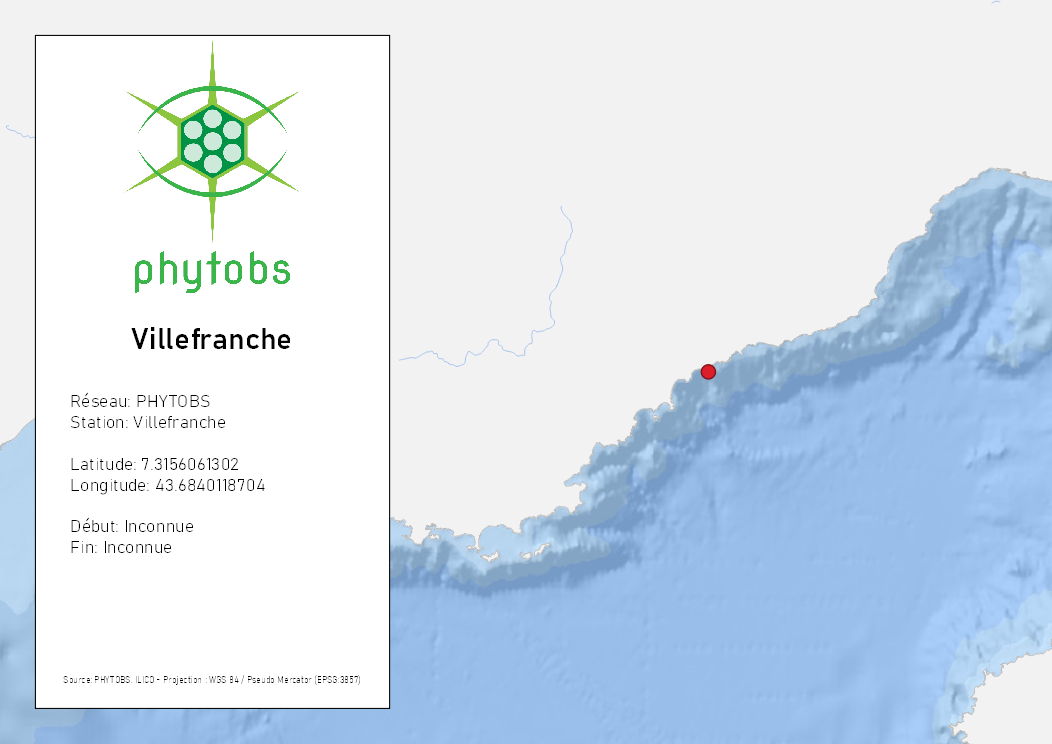 phytobs
Villefranche
Réseau: PHYTOBS
Station: Villefranche
Latitude: 7.3156061302
Longitude: 43.6840118704
Début: Inconnue
Fin: Inconnue
Source: PHYTOBS, ILICO - Projection : WGS 84 / Pseudo Mercator (EPSG:3857)